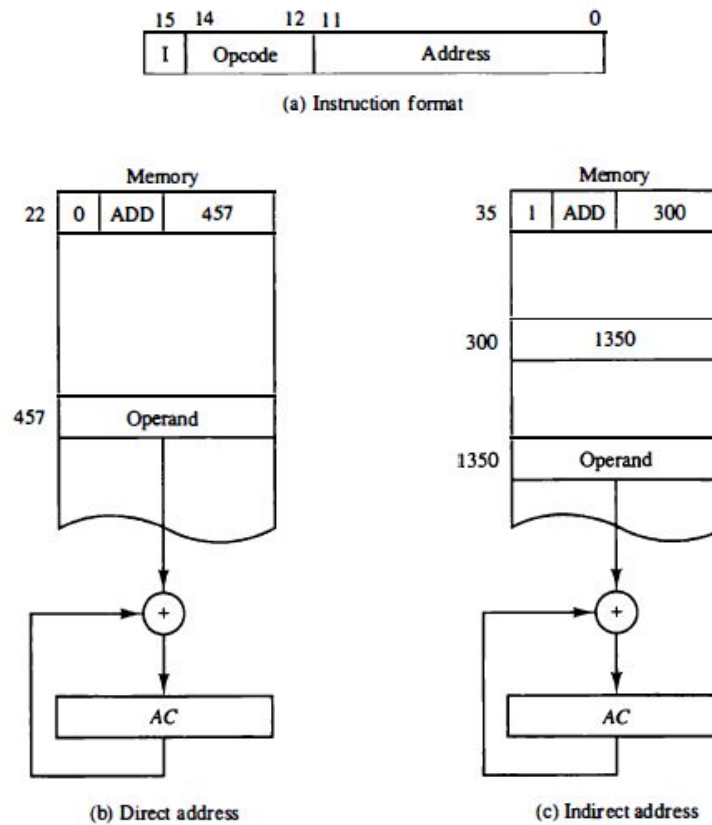 15 14 12 11 0
I Opcode Address
(a) Instruction format
Memory
22 0 ADD 457
457 Operand
+
AC
(b) Direct address
Memory
35 1 ADD 300
300 1350
1350 Operand
+
AC
(c) Indirect address